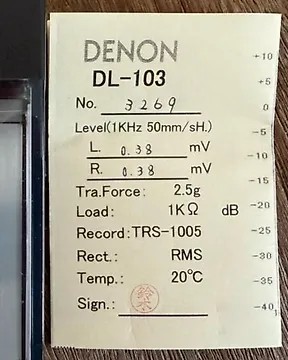 DENON
DL-103
No. 3269
Level(1KHz 50mm/sH.)
L. 0.38 mV
R. 0.38 mV
Tra.Force: 2.5g
Load: 1KΩ dB
Record: TRS-1005
Rect.: RMS
Temp.: 20°C
Sign.: 鈴木
+10
+5
0
-5
-10
-15
-20
-25
-30
-35
-40